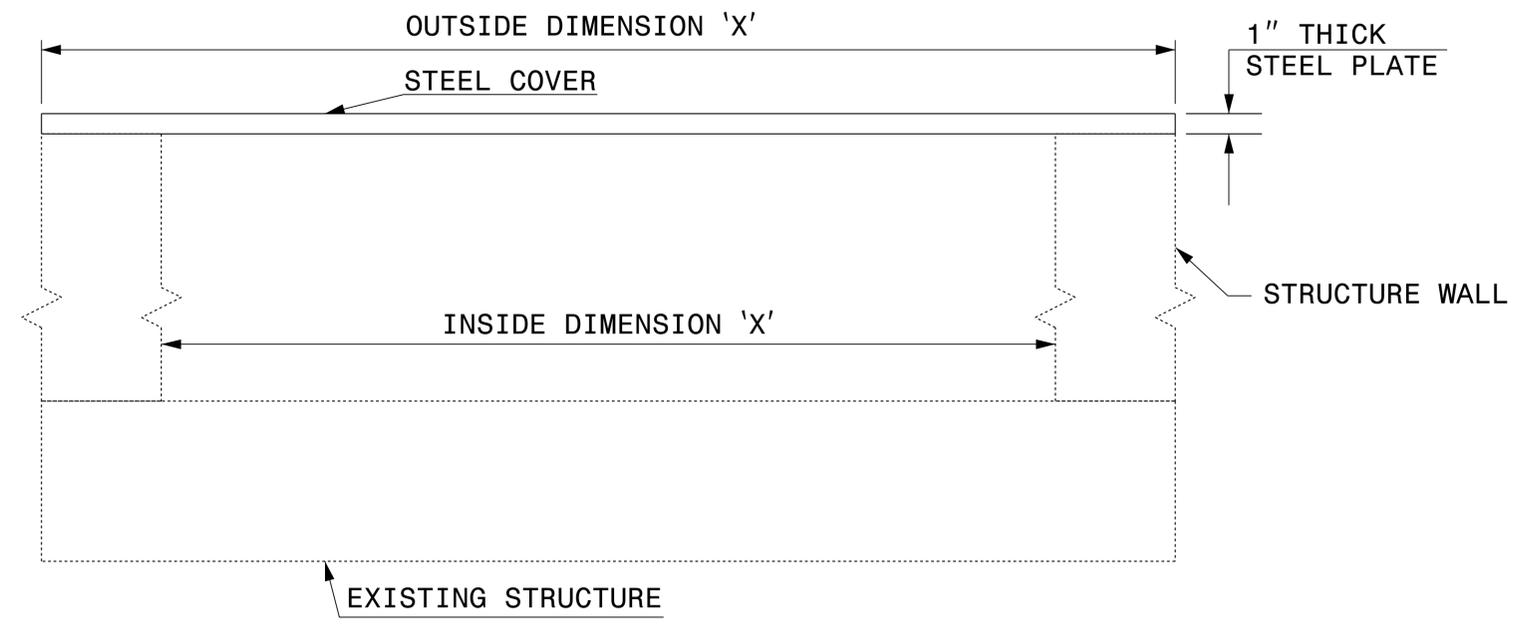 OUTSIDE DIMENSION 'X'
1" THICK
STEEL PLATE
STEEL COVER
STRUCTURE WALL
INSIDE DIMENSION 'X'
EXISTING STRUCTURE